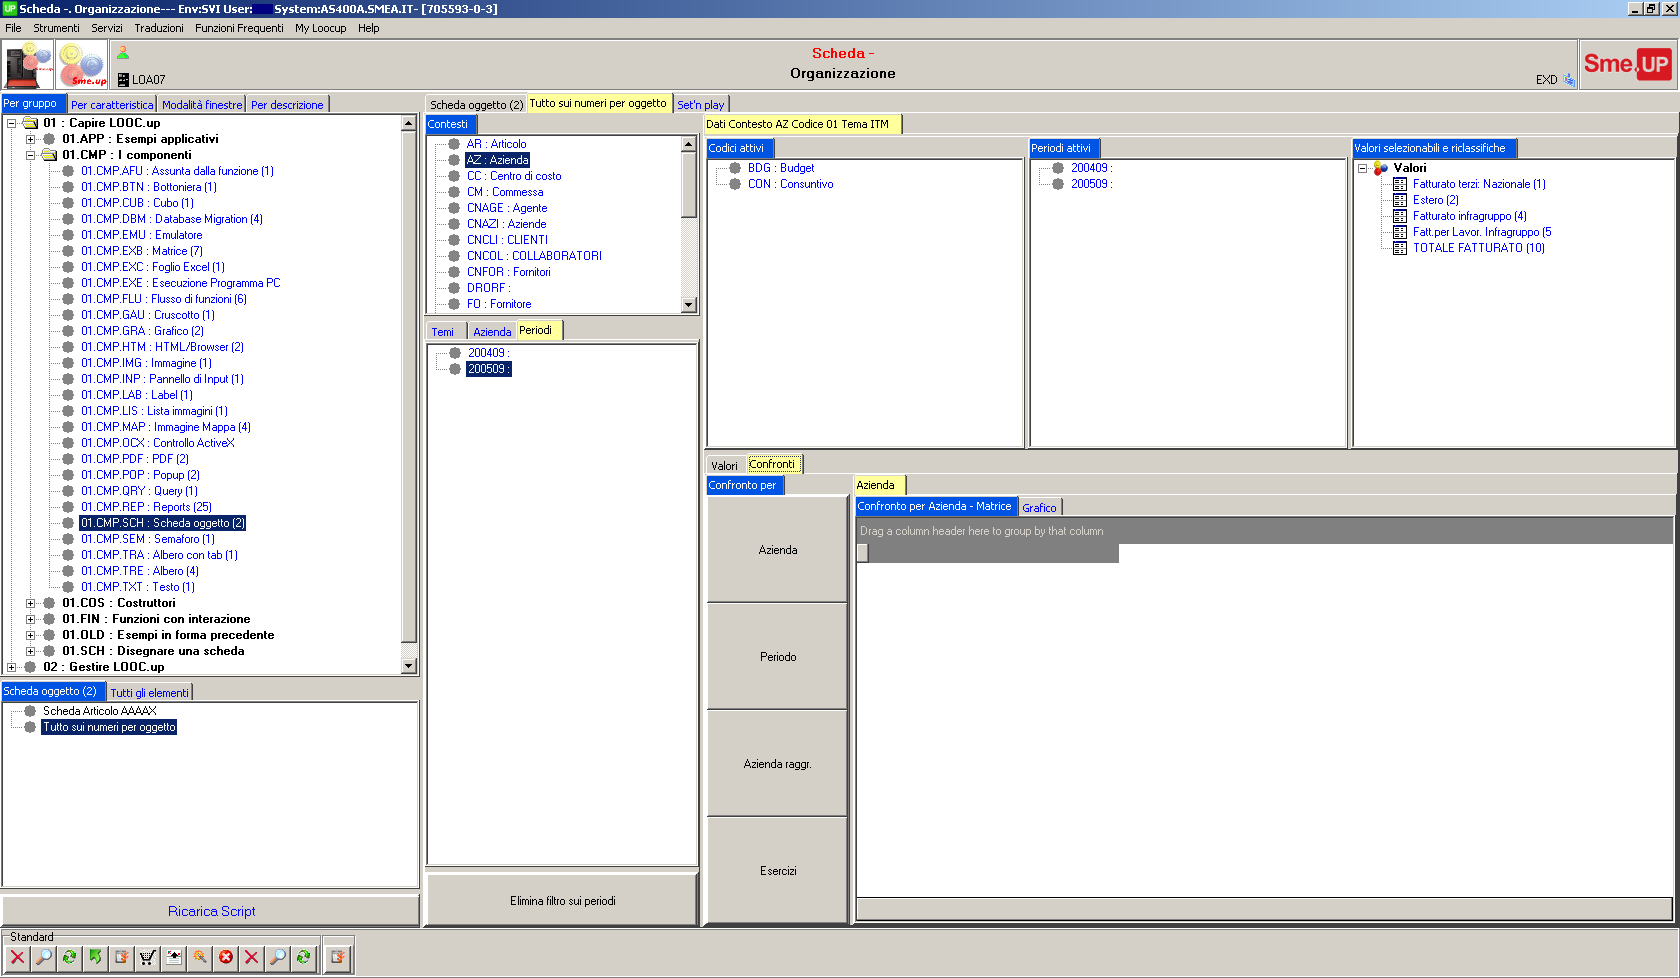 UP Scheda -. Organizzazione--- Env:SVI User: System:AS400A.SMEA.IT- [705593-0-3]
File Strumenti Servizi Traduzioni Funzioni Frequenti My Loocup Help
Sme.up
LOA07
Scheda -
Organizzazione
EXD
Sme.UP
Per gruppo Per caratteristica Modalità finestre Per descrizione
01 : Capire LOOC.up
01.APP : Esempi applicativi
01.CMP : I componenti
01.CMP.AFU : Assunta dalla funzione (1)
01.CMP.BTN : Bottoniera (1)
01.CMP.CUB : Cubo (1)
01.CMP.DBM : Database Migration (4)
01.CMP.EMU : Emulatore
01.CMP.EXB : Matrice (7)
01.CMP.EXC : Foglio Excel (1)
01.CMP.EXE : Esecuzione Programma PC
01.CMP.FLU : Flusso di funzioni (6)
01.CMP.GAU : Cruscotto (1)
01.CMP.GRA : Grafico (2)
01.CMP.HTM : HTML/Browser (2)
01.CMP.IMG : Immagine (1)
01.CMP.INP : Pannello di Input (1)
01.CMP.LAB : Label (1)
01.CMP.LIS : Lista immagini (1)
01.CMP.MAP : Immagine Mappa (4)
01.CMP.OCX : Controllo ActiveX
01.CMP.PDF : PDF (2)
01.CMP.POP : Popup (2)
01.CMP.QRY : Query (1)
01.CMP.REP : Reports (25)
01.CMP.SCH : Scheda oggetto (2)
01.CMP.SEM : Semaforo (1)
01.CMP.TRA : Albero con tab (1)
01.CMP.TRE : Albero (4)
01.CMP.TXT : Testo (1)
01.COS : Costruttori
01.FIN : Funzioni con interazione
01.OLD : Esempi in forma precedente
01.SCH : Disegnare una scheda
02 : Gestire LOOC.up
Scheda oggetto (2) Tutti gli elementi
Scheda Articolo AAAAX
Tutto sui numeri per oggetto
Ricarica Script
Scheda oggetto (2) Tutto sui numeri per oggetto Set'n play
Contesti
AR : Articolo
AZ : Azienda
CC : Centro di costo
CM : Commessa
CNAGE : Agente
CNAZI : Aziende
CNCLI : CLIENTI
CNCOL : COLLABORATORI
CNFOR : Fornitori
DRORF :
FO : Fornitore
Temi Azienda Periodi
200409 :
200509 :
Elimina filtro sui periodi
Dati Contesto AZ Codice 01 Tema ITM
Codici attivi
BDG : Budget
CON : Consuntivo
Periodi attivi
200409 :
200509 :
Valori selezionabili e riclassifiche
Valori
Fatturato terzi: Nazionale (1)
Estero (2)
Fatturato infragruppo (4)
Fatt.per Lavor. Infragruppo (5
TOTALE FATTURATO (10)
Valori Confronti
Confronto per
Azienda
Periodo
Azienda raggr.
Esercizi
Azienda
Confronto per Azienda - Matrice Grafico
Drag a column header here to group by that column
Standard